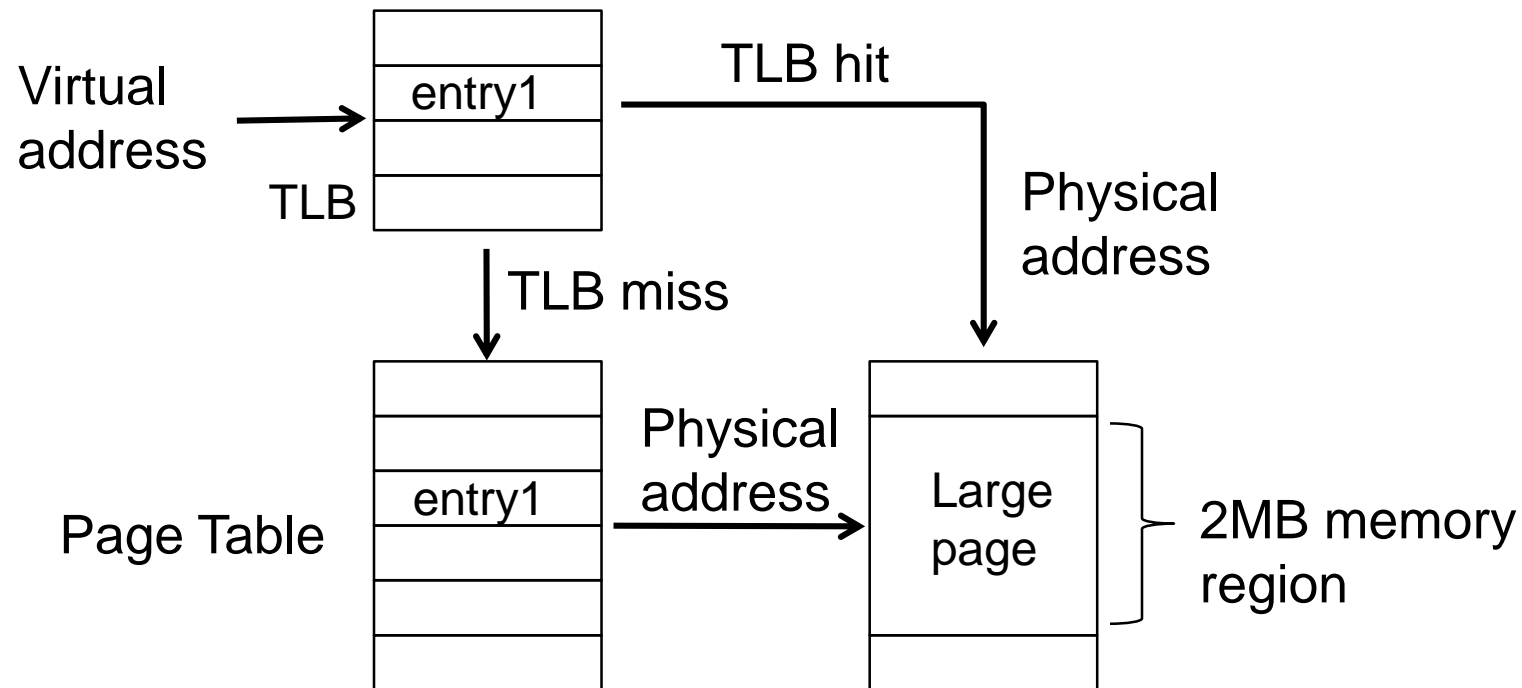 Virtual
address
entry1
TLB
TLB hit
Physical
address
TLB miss
Page Table
entry1
Physical
address
Large
page
2MB memory
region